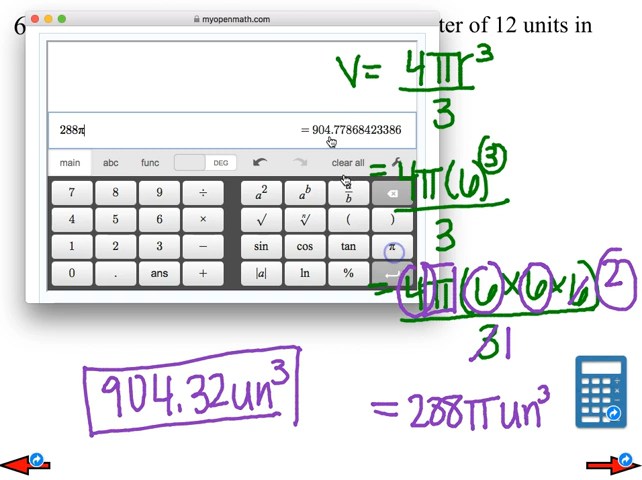 6
myopenmath.com
ter of 12 units in
V = 4πr³
3
288π
= 904.77868423386
main abc func DEG clear all
= 4π(6)^(3)
3
7 8 9 ÷ a² a^b a/b
4 5 6 × √ ⁿ√ ( )
1 2 3 − sin cos tan π
0 . ans + |a| ln %
= 4π(6×6×6) 2
3 1
904.32un³
= 288π un³